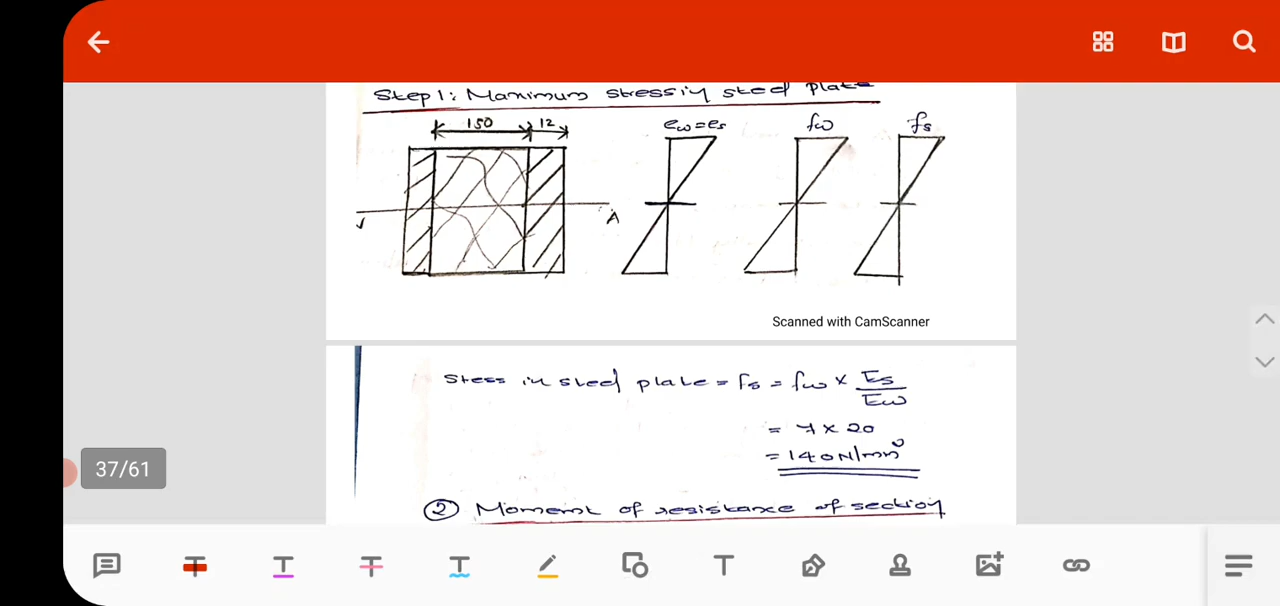 Step 1: Maximum stress in steel plate
150 12 ew=es fw fs
A
Scanned with CamScanner
Stess in steel plate = fs = fw × Es/Ew
= 7 × 20
= 140 N/mm²
37/61
② Moment of resistance of section
T T T T T